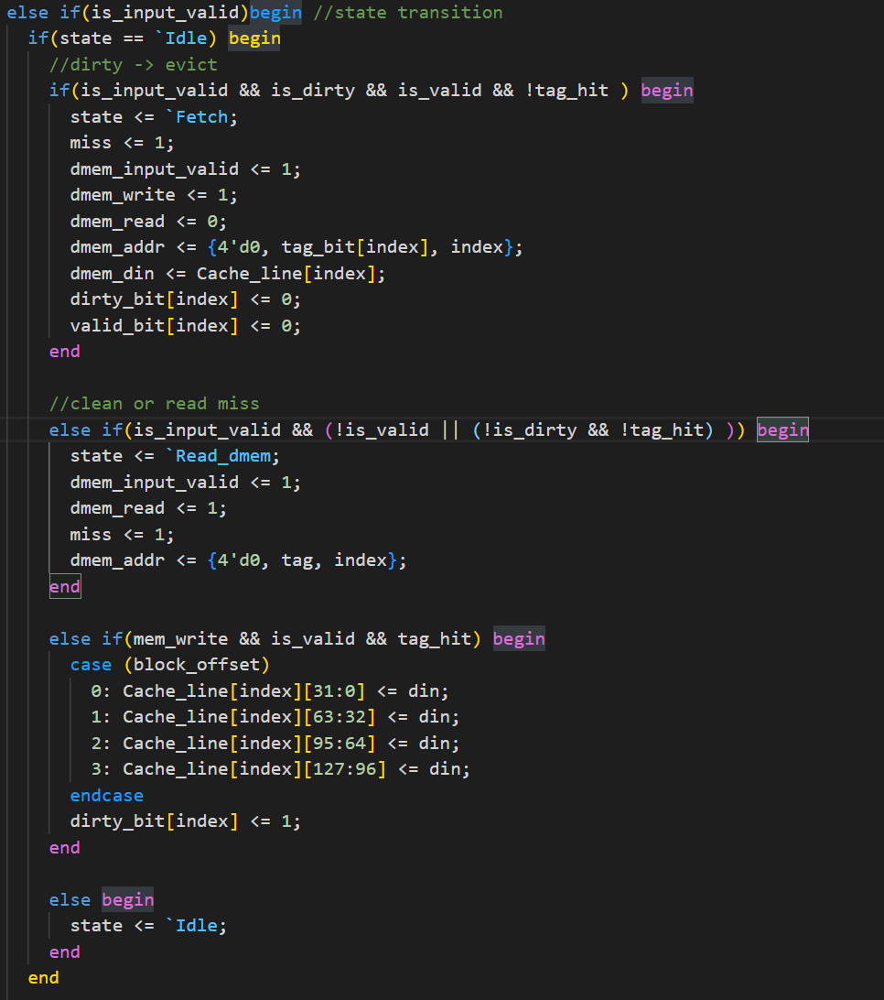 else if(is_input_valid)begin //state transition
if(state == `Idle) begin
//dirty -> evict
if(is_input_valid && is_dirty && is_valid && !tag_hit ) begin
state <= `Fetch;
miss <= 1;
dmem_input_valid <= 1;
dmem_write <= 1;
dmem_read <= 0;
dmem_addr <= {4'd0, tag_bit[index], index};
dmem_din <= Cache_line[index];
dirty_bit[index] <= 0;
valid_bit[index] <= 0;
end
//clean or read miss
else if(is_input_valid && (!is_valid || (!is_dirty && !tag_hit) )) begin
state <= `Read_dmem;
dmem_input_valid <= 1;
dmem_read <= 1;
miss <= 1;
dmem_addr <= {4'd0, tag, index};
end
else if(mem_write && is_valid && tag_hit) begin
case (block_offset)
0: Cache_line[index][31:0] <= din;
1: Cache_line[index][63:32] <= din;
2: Cache_line[index][95:64] <= din;
3: Cache_line[index][127:96] <= din;
endcase
dirty_bit[index] <= 1;
end
else begin
state <= `Idle;
end
end